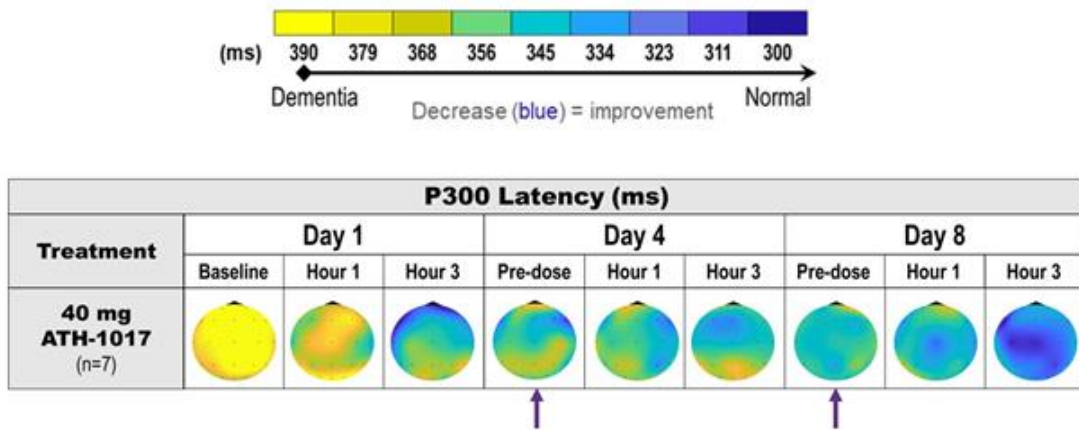 (ms) 390 379 368 356 345 334 323 311 300
Dementia Normal
Decrease (blue) = improvement
P300 Latency (ms)
Treatment Day 1 Day 4 Day 8
Baseline Hour 1 Hour 3 Pre-dose Hour 1 Hour 3 Pre-dose Hour 1 Hour 3
40 mg
ATH-1017
(n=7)